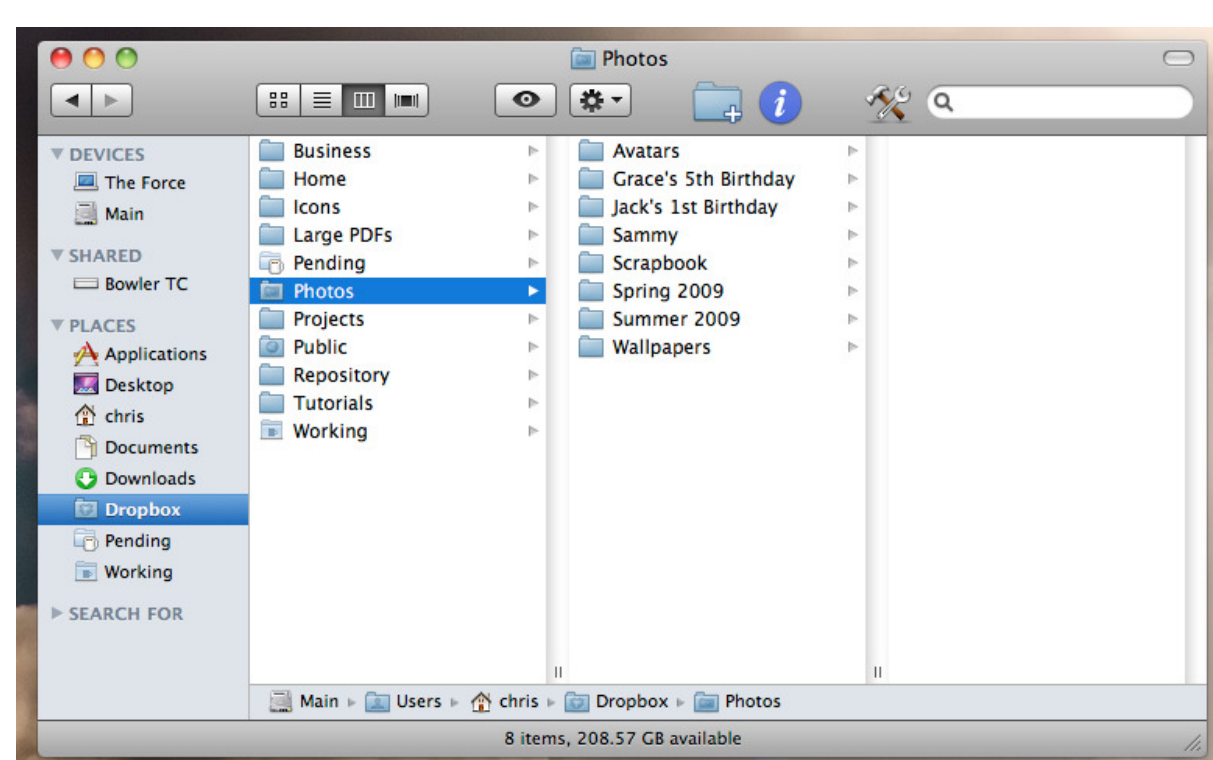 Photos
DEVICES
The Force
Main
SHARED
Bowler TC
PLACES
Applications
Desktop
chris
Documents
Downloads
Dropbox
Pending
Working
SEARCH FOR
Business
Home
Icons
Large PDFs
Pending
Photos
Projects
Public
Repository
Tutorials
Working
Avatars
Grace's 5th Birthday
Jack's 1st Birthday
Sammy
Scrapbook
Spring 2009
Summer 2009
Wallpapers
Main Users chris Dropbox Photos
8 items, 208.57 GB available